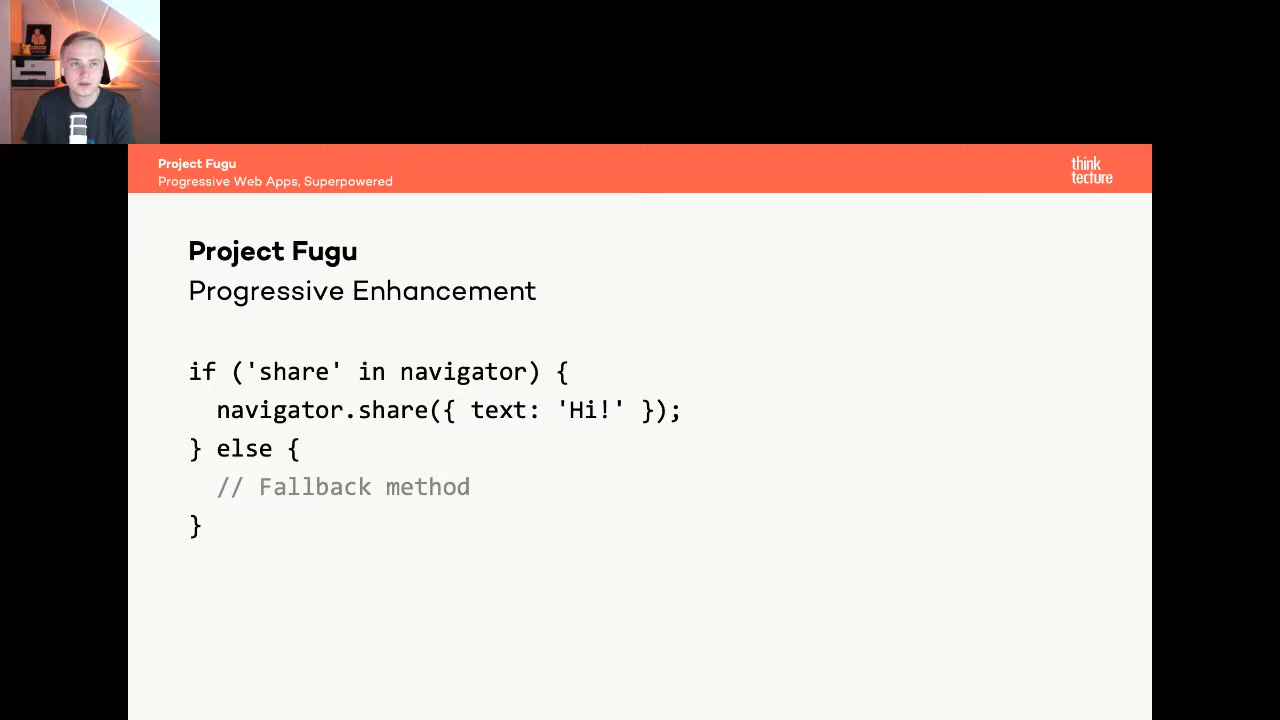 Project Fugu
Progressive Web Apps, Superpowered
think
tecture
Project Fugu
Progressive Enhancement
if ('share' in navigator) {
  navigator.share({ text: 'Hi!' });
} else {
  // Fallback method
}